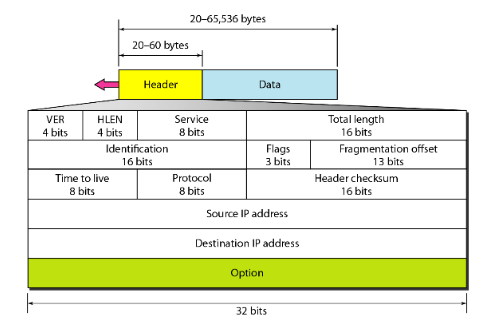 20–65,536 bytes
20–60 bytes
Header Data
VER HLEN Service Total length
4 bits 4 bits 8 bits 16 bits
Identification Flags Fragmentation offset
16 bits 3 bits 13 bits
Time to live Protocol Header checksum
8 bits 8 bits 16 bits
Source IP address
Destination IP address
Option
32 bits